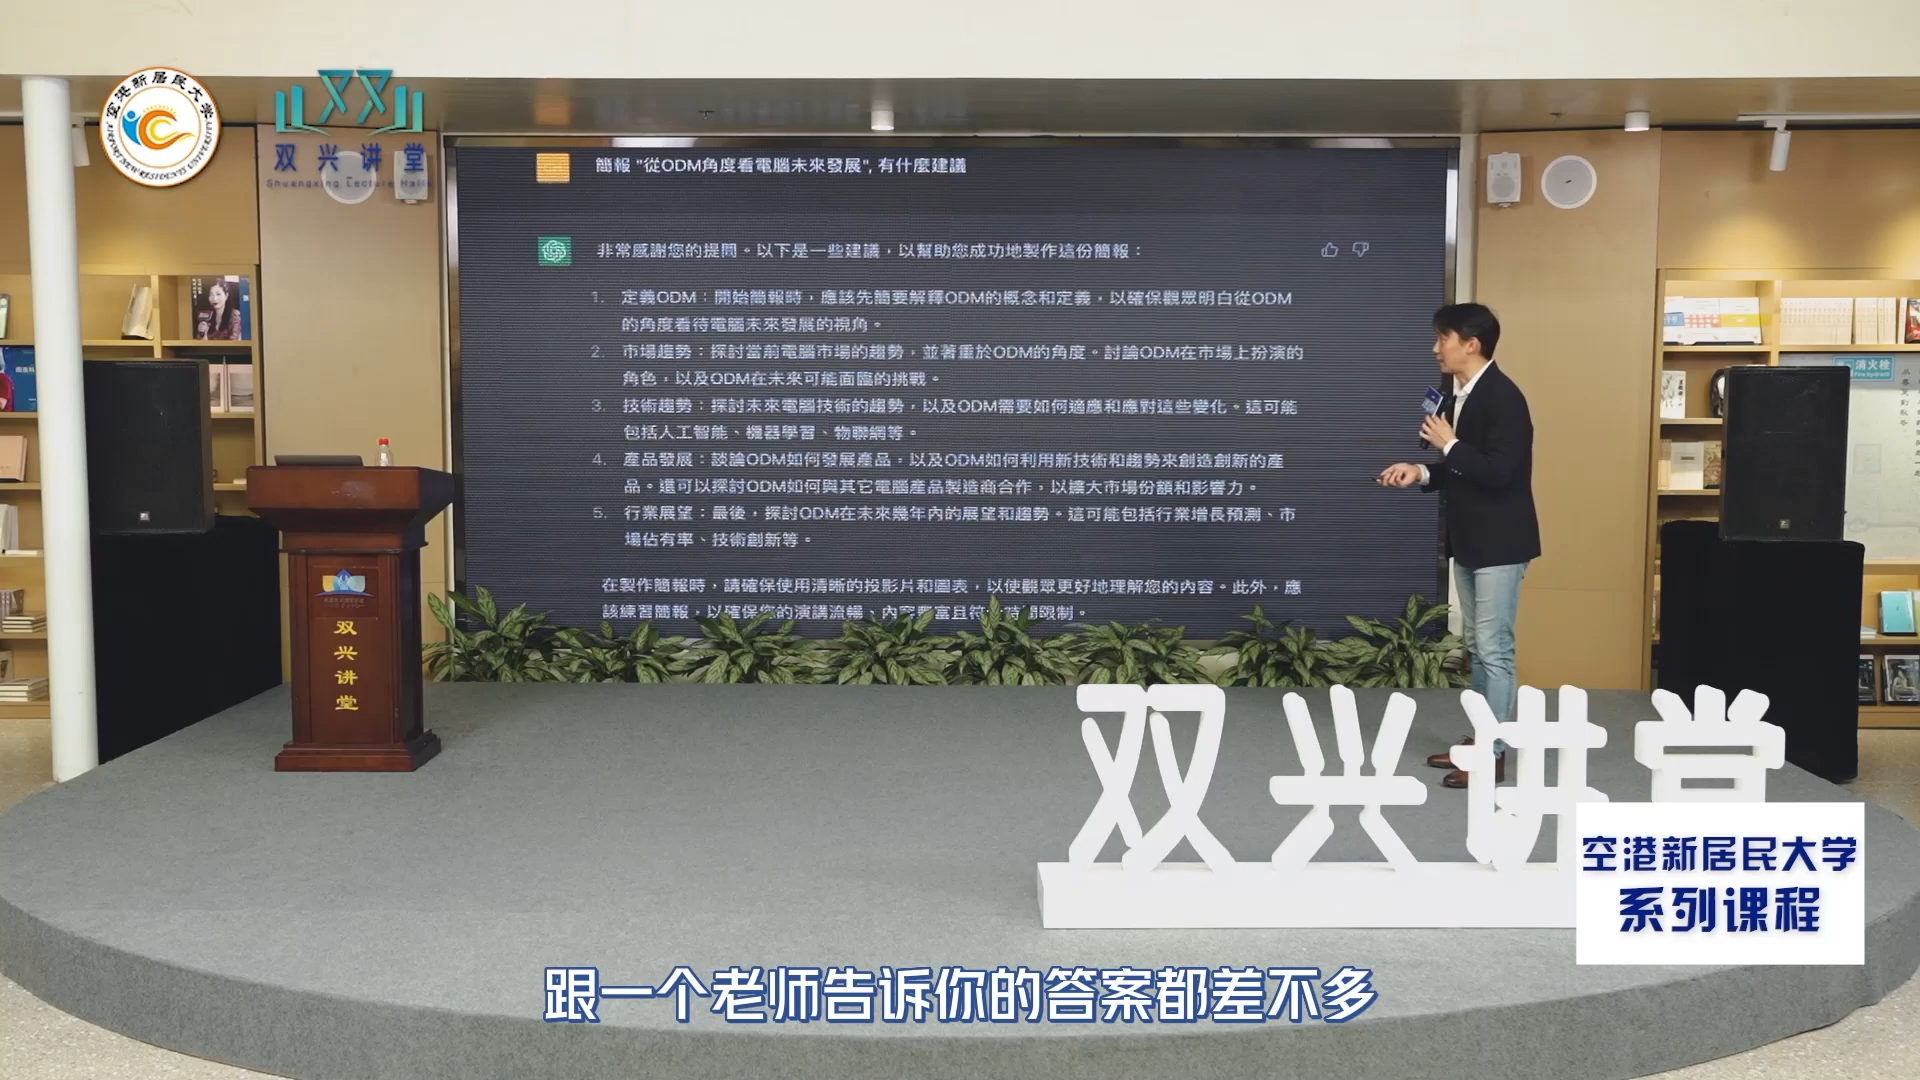 空港新居民大学
AIRPORT NEW RESIDENTS UNIVERSITY
双兴讲堂
Shuangxing Lecture Halls
簡報 "從ODM角度看電腦未來發展", 有什麼建議
非常感謝您的提問。以下是一些建議，以幫助您成功地製作這份簡報：
1. 定義ODM：開始簡報時，應該先簡要解釋ODM的概念和定義，以確保觀眾明白從ODM
的角度看待電腦未來發展的視角。
2. 市場趨勢：探討當前電腦市場的趨勢，並著重於ODM的角度。討論ODM在市場上扮演的
角色，以及ODM在未來可能面臨的挑戰。
3. 技術趨勢：探討未來電腦技術的趨勢，以及ODM需要如何適應和應對這些變化。這可能
包括人工智能、機器學習、物聯網等。
4. 產品發展：談論ODM如何發展產品，以及ODM如何利用新技術和趨勢來創造創新的產
品。還可以探討ODM如何與其它電腦產品製造商合作，以擴大市場份額和影響力。
5. 行業展望：最後，探討ODM在未來幾年內的展望和趨勢。這可能包括行業增長預測、市
場佔有率、技術創新等。
在製作簡報時，請確保使用清晰的投影片和圖表，以使觀眾更好地理解您的內容。此外，應
該練習簡報，以確保您的演講流暢、內容豐富且符合時間限制。
消火栓
Fire hydrant
双
兴
讲
堂
双兴讲堂
空港新居民大学
系列课程
跟一个老师告诉你的答案都差不多